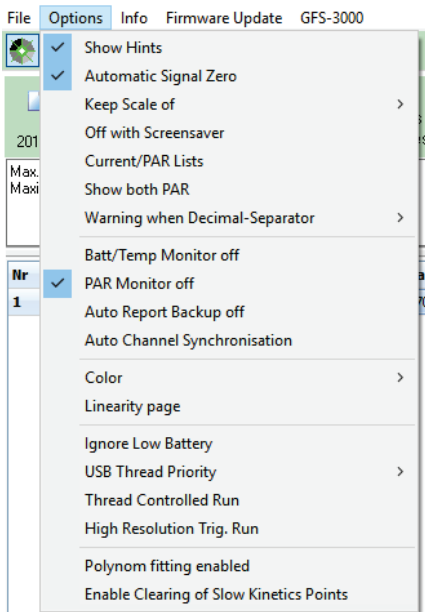 File Options Info Firmware Update GFS-3000
Show Hints
Automatic Signal Zero
Keep Scale of
Off with Screensaver
201
Current/PAR Lists
Max.
Show both PAR
Maxi
Warning when Decimal-Separator
Batt/Temp Monitor off
Nr
PAR Monitor off
1
Auto Report Backup off
Auto Channel Synchronisation
Color
Linearity page
Ignore Low Battery
USB Thread Priority
Thread Controlled Run
High Resolution Trig. Run
Polynom fitting enabled
Enable Clearing of Slow Kinetics Points